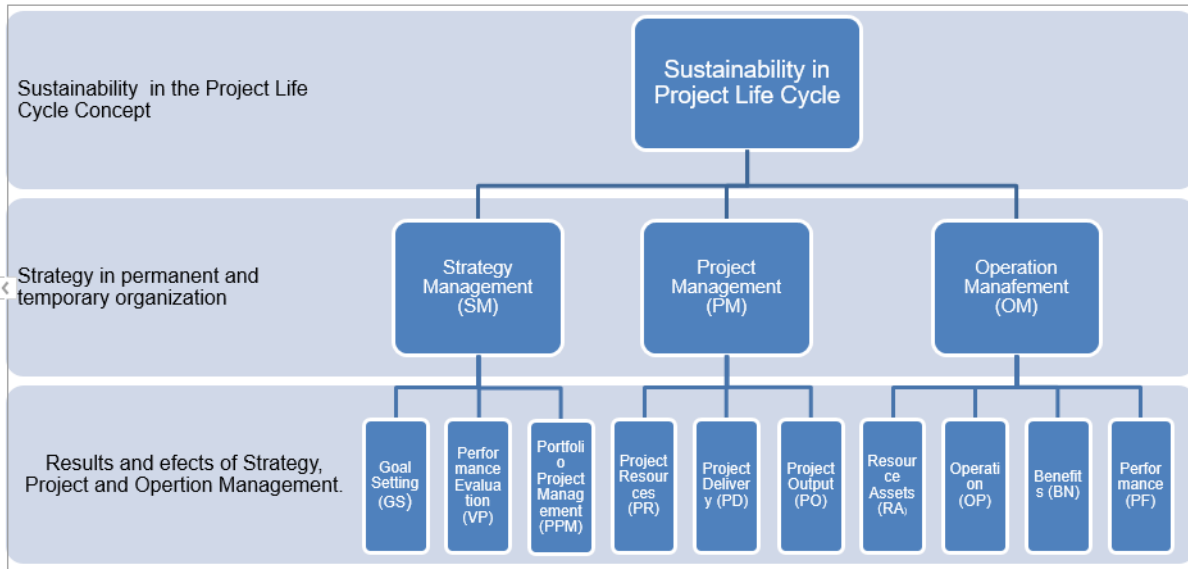 Sustainability in the Project Life
Cycle Concept
Sustainability in
Project Life Cycle
Strategy in permanent and
temporary organization
Strategy
Management
(SM)
Project
Management
(PM)
Operation
Manafement
(OM)
Results and efects of Strategy,
Project and Opertion Management.
Goal
Setting
(GS)
Perfor
mance
Evalua
tion
(VP)
Portfoli
o
Project
Manag
ement
(PPM)
Project
Resour
ces
(PR)
Project
Deliver
y (PD)
Project
Output
(PO)
Resour
ce
Assets
(RA)
Operati
on
(OP)
Benefit
s (BN)
Perfor
mance
(PF)